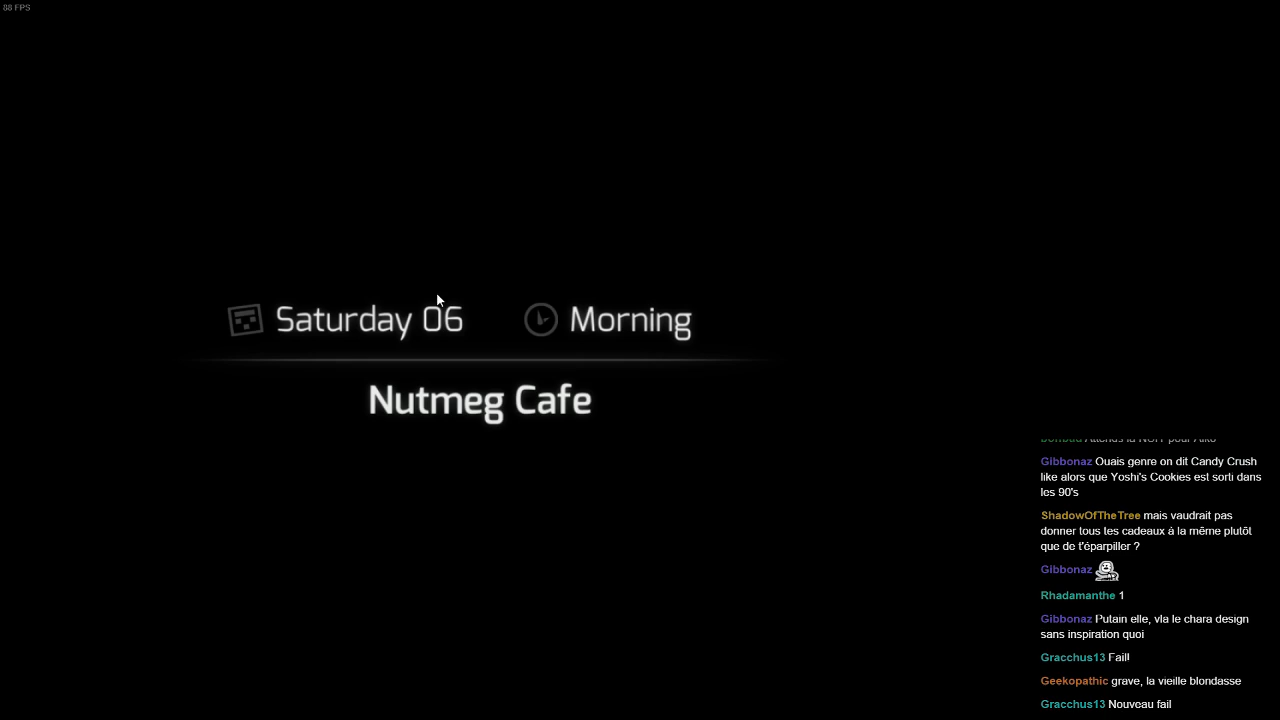 88 FPS
Saturday 06
Morning
Nutmeg Cafe
Gibbonaz Ouais genre on dit Candy Crush
like alors que Yoshi's Cookies est sorti dans
les 90's
ShadowOfTheTree mais vaudrait pas
donner tous tes cadeaux à la même plutôt
que de t'éparpiller ?
Gibbonaz
Rhadamanthe 1
Gibbonaz Putain elle, vla le chara design
sans inspiration quoi
Gracchus13 Fail!
Geekopathic grave, la vieille blondasse
Gracchus13 Nouveau fail